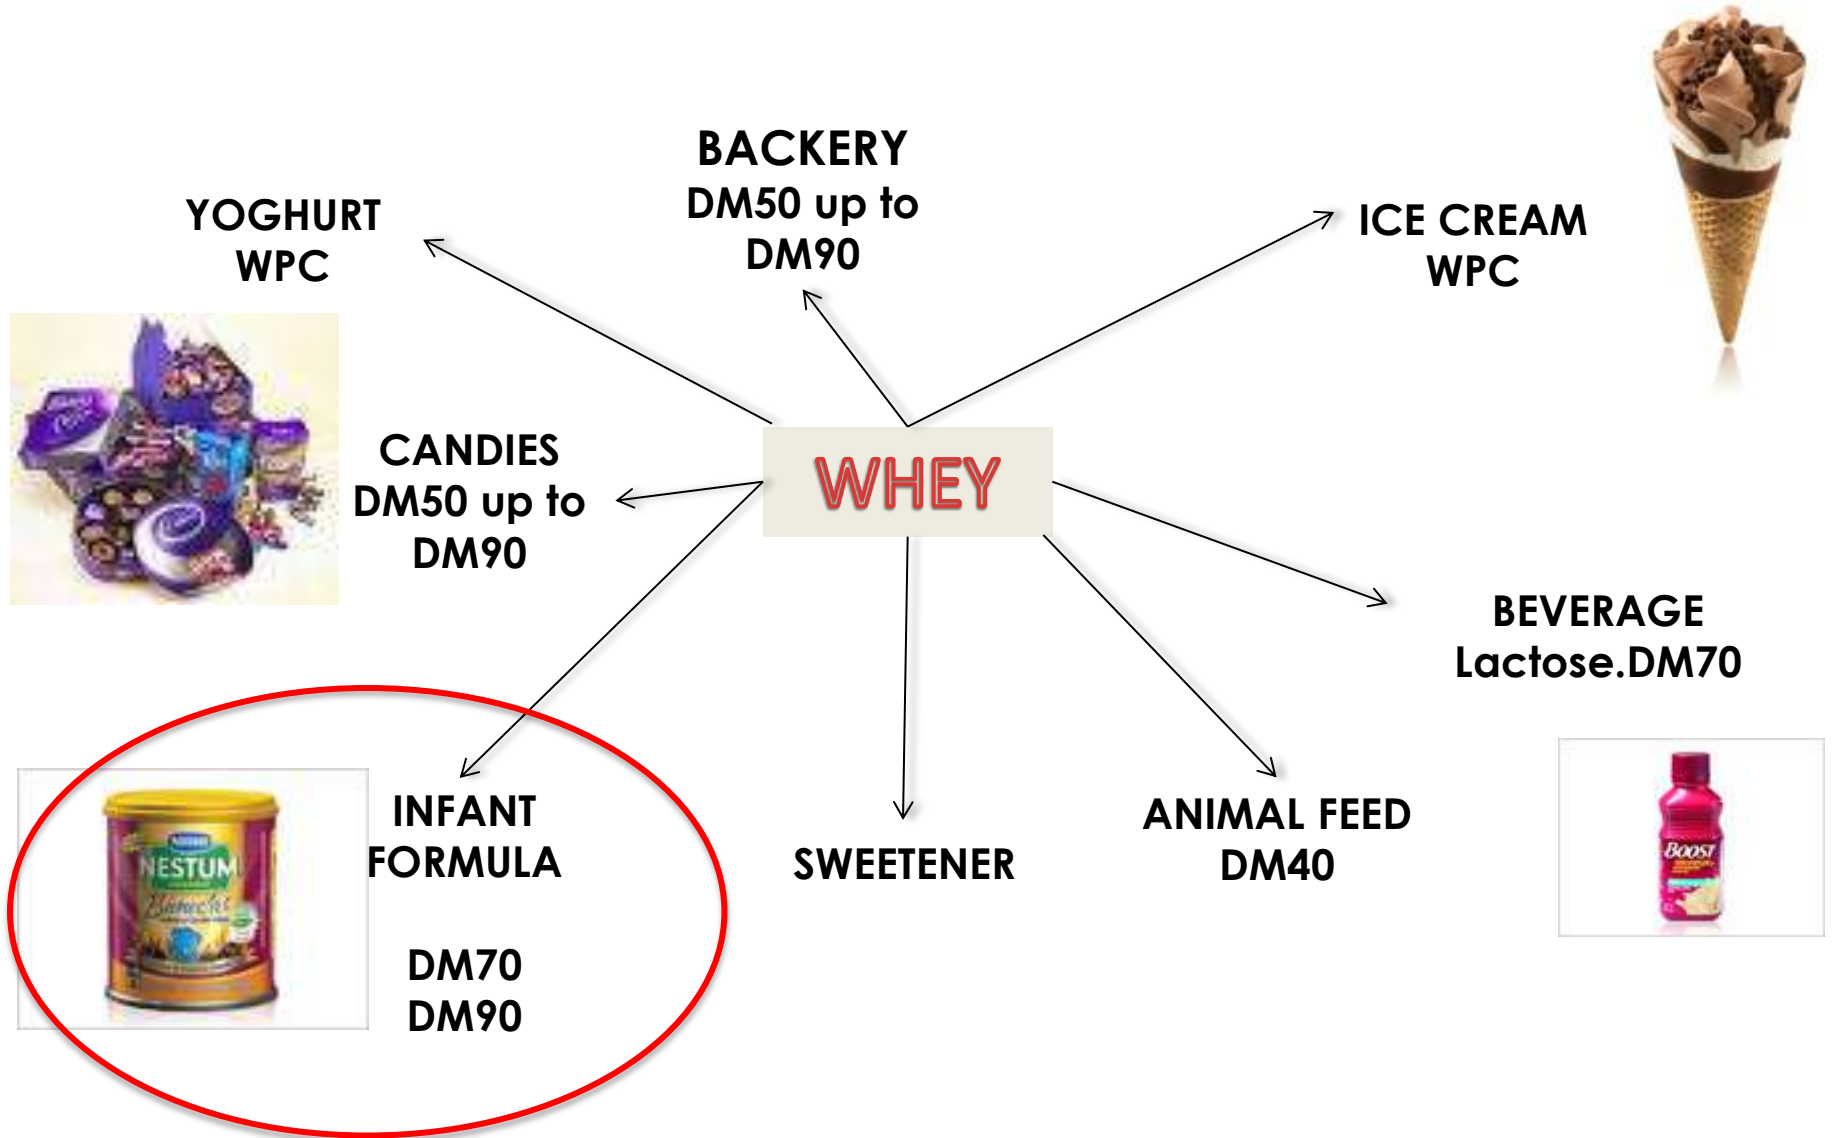 BACKERY
DM50 up to
DM90
YOGHURT
WPC
ICE CREAM
WPC
CANDIES
DM50 up to
DM90
WHEY
BEVERAGE
Lactose.DM70
INFANT
FORMULA
DM70
DM90
SWEETENER
ANIMAL FEED
DM40
NESTUM
BOOST